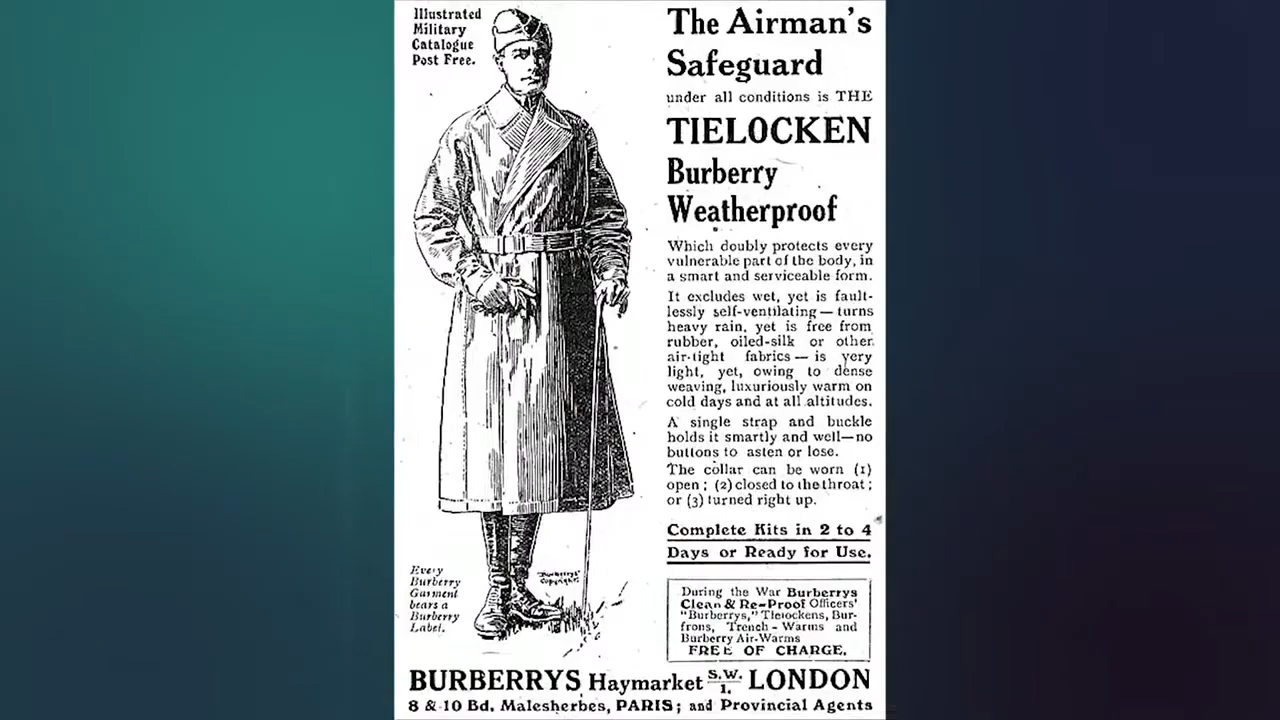 Illustrated
Military
Catalogue
Post Free.
The Airman's
Safeguard
under all conditions is THE
TIELOCKEN
Burberry
Weatherproof
Which doubly protects every
vulnerable part of the body, in
a smart and serviceable form.
It excludes wet, yet is fault-
lessly self-ventilating — turns
heavy rain, yet is free from
rubber, oiled-silk or other
air-tight fabrics — is very
light, yet, owing to dense
weaving, luxuriously warm on
cold days and at all altitudes.
A single strap and buckle
holds it smartly and well—no
buttons to asten or lose.
The collar can be worn (1)
open ; (2) closed to the throat ;
or (3) turned right up.
Complete Kits in 2 to 4
Days or Ready for Use.
Every
Burberry
Garment
bears a
Burberry
Label.
"Burberrys"
Copyright.
During the War Burberrys
Clean & Re-Proof Officers'
"Burberrys," Tielockens, Bur-
frons, Trench-Warms and
Burberry Air-Warms
FREE OF CHARGE.
BURBERRYS Haymarket S.W. 1. LONDON
8 & 10 Bd. Malesherbes, PARIS; and Provincial Agents